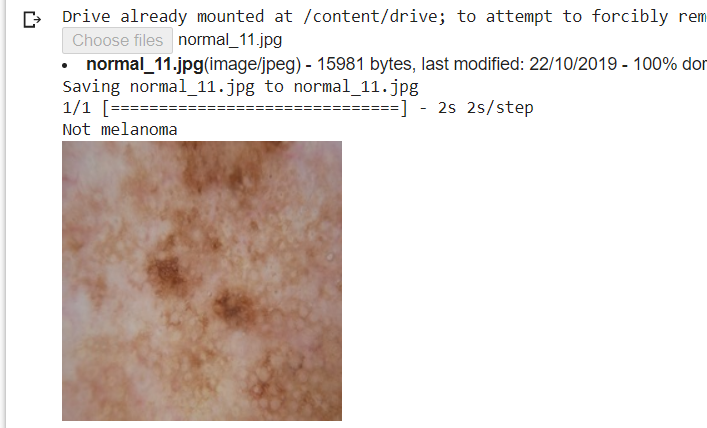 Drive already mounted at /content/drive; to attempt to forcibly rem
Choose files normal_11.jpg
• normal_11.jpg(image/jpeg) - 15981 bytes, last modified: 22/10/2019 - 100% dor
Saving normal_11.jpg to normal_11.jpg
1/1 [==============================] - 2s 2s/step
Not melanoma